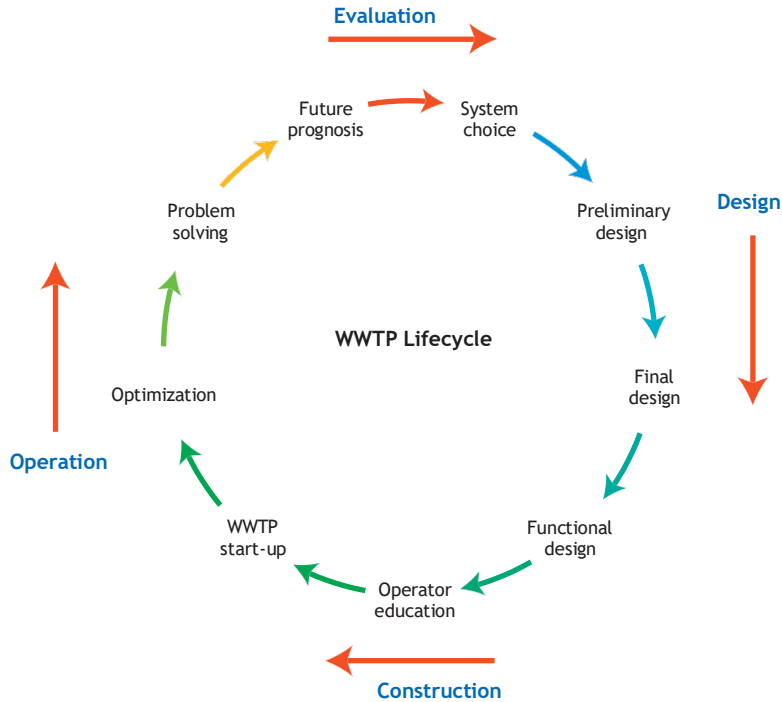 Evaluation
Future
prognosis
System
choice
Problem
solving
Preliminary
design
Design
WWTP Lifecycle
Optimization
Final
design
Operation
WWTP
start-up
Functional
design
Operator
education
Construction